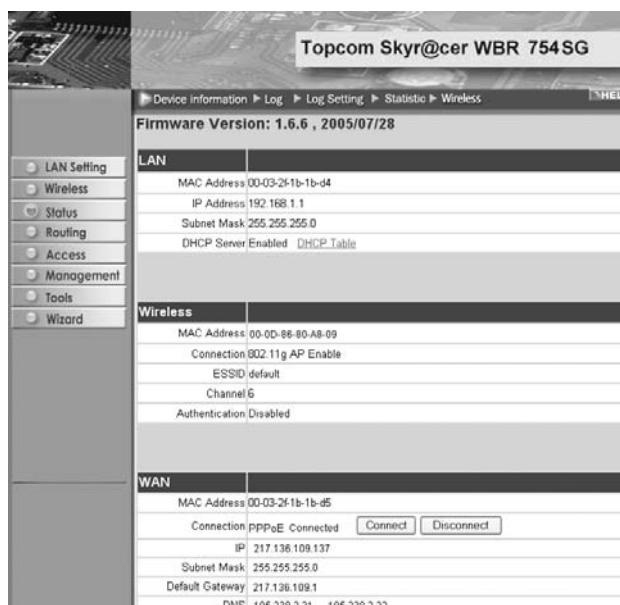 Topcom Skyr@cer WBR 754SG
Device information Log Log Setting Statistic Wireless
Firmware Version: 1.6.6 , 2005/07/28
LAN Setting
Wireless
Status
Routing
Access
Management
Tools
Wizard
LAN
MAC Address 00-03-2f-1b-1b-d4
IP Address 192.168.1.1
Subnet Mask 255.255.255.0
DHCP Server Enabled DHCP Table
Wireless
MAC Address 00-0D-86-80-A8-09
Connection 802.11g AP Enable
ESSID default
Channel 6
Authentication Disabled
WAN
MAC Address 00-03-2f-1b-1b-d5
Connection PPPoE Connected Connect Disconnect
IP 217.136.109.137
Subnet Mask 255.255.255.0
Default Gateway 217.136.109.1
DNS